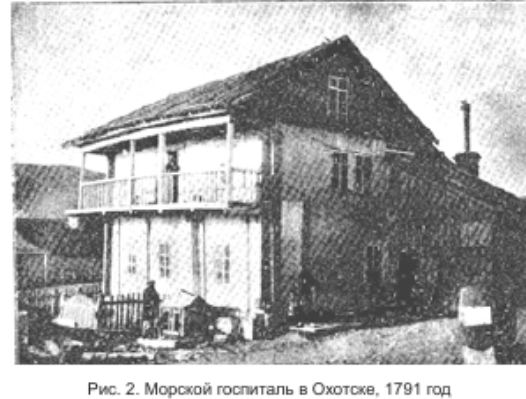 Рис. 2. Морской госпиталь в Охотске, 1791 год